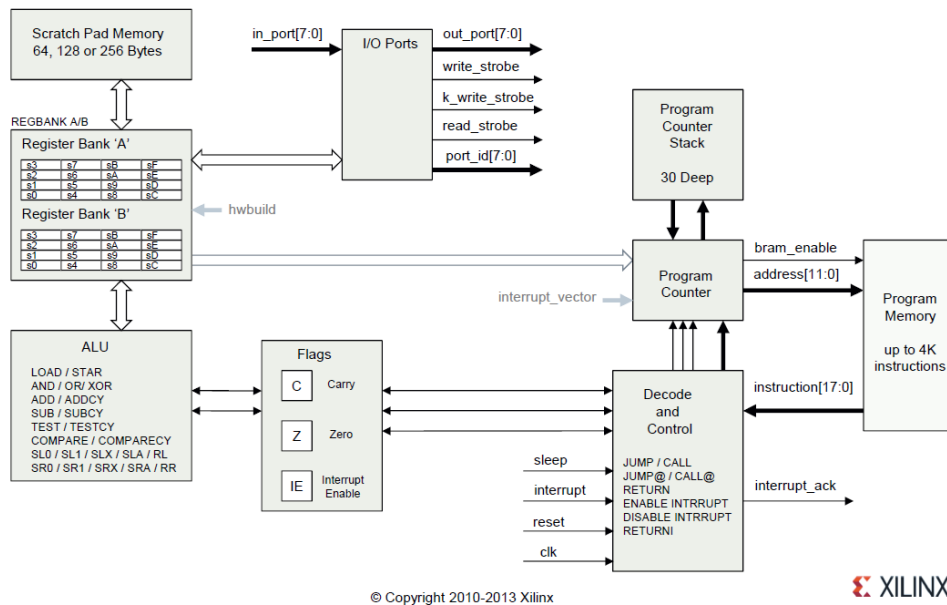 Scratch Pad Memory
64, 128 or 256 Bytes
in_port[7:0]
I/O Ports
out_port[7:0]
write_strobe
k_write_strobe
read_strobe
port_id[7:0]
REGBANK A/B
Register Bank 'A'
s3 s7 sB sF
s2 s6 sA sE
s1 s5 s9 sD
s0 s4 s8 sC
Register Bank 'B'
s3 s7 sB sF
s2 s6 sA sE
s1 s5 s9 sD
s0 s4 s8 sC
hwbuild
Program
Counter
Stack
30 Deep
interrupt_vector
Program
Counter
bram_enable
address[11:0]
Program
Memory
up to 4K
instructions
instruction[17:0]
ALU
LOAD / STAR
AND / OR/ XOR
ADD / ADDCY
SUB / SUBCY
TEST / TESTCY
COMPARE / COMPARECY
SL0 / SL1 / SLX / SLA / RL
SR0 / SR1 / SRX / SRA / RR
Flags
C Carry
Z Zero
IE Interrupt
Enable
sleep
interrupt
reset
clk
Decode
and
Control
JUMP / CALL
JUMP@ / CALL@
RETURN
ENABLE INTRRUPT
DISABLE INTRRUPT
RETURNI
interrupt_ack
© Copyright 2010-2013 Xilinx
XILINX